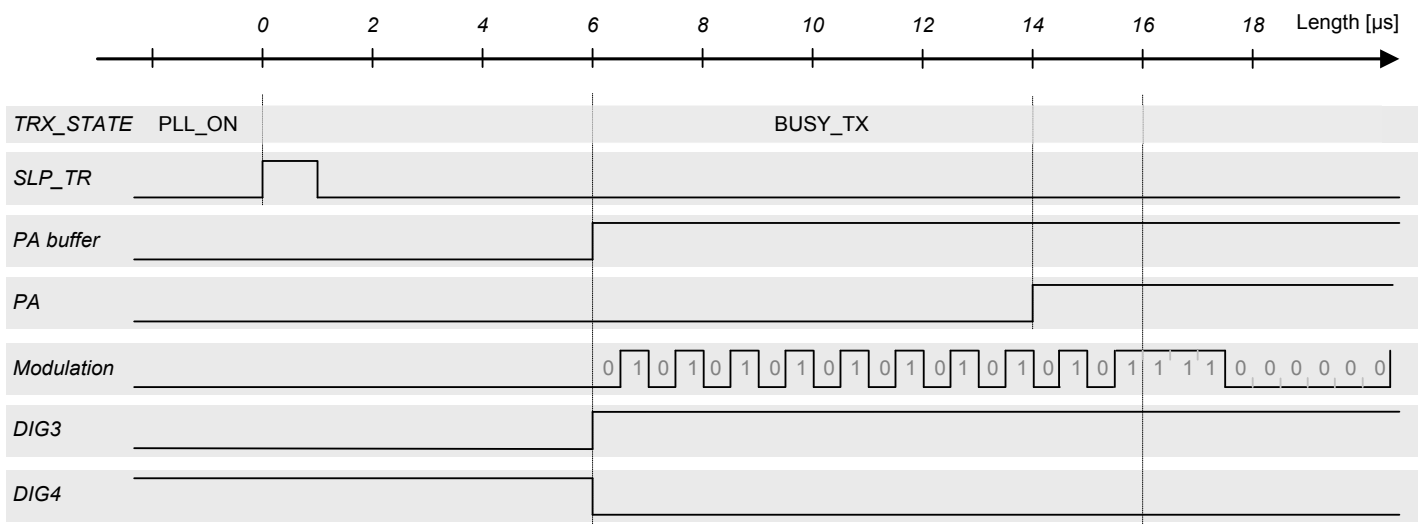 0 2 4 6 8 10 12 14 16 18 Length [µs]
TRX_STATE PLL_ON BUSY_TX
SLP_TR
PA buffer
PA
Modulation 0 1 0 1 0 1 0 1 0 1 0 1 0 1 0 1 0 1 0 1 1 1 1 0 0 0 0 0 0
DIG3
DIG4